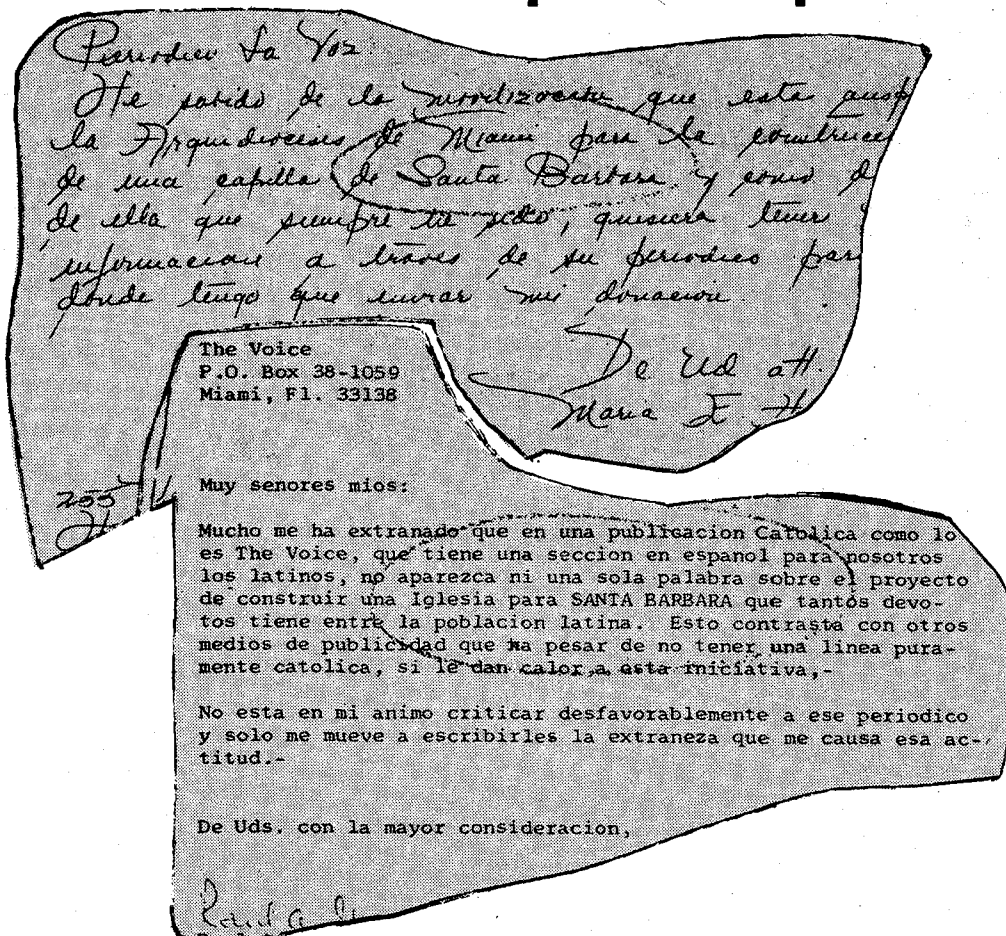 Periodico La Voz
He sabido de la movilizacion que esta ausp
la Arquidiocesis de Miami para la construcc
de una capilla de Santa Barbara y como d
de ella que siempre he sido, quisiera tener
informacion a traves de su periodico par
donde tengo que enviar mi donacion.
De Ud att.
Maria E. H
255
H
The Voice
P.O. Box 38-1059
Miami, Fl. 33138
Muy senores mios:
Mucho me ha extranado que en una publicacion Catolica como lo
es The Voice, que tiene una seccion en espanol para nosotros
los latinos, no aparezca ni una sola palabra sobre el proyecto
de construir una Iglesia para SANTA BARBARA que tantos devo-
tos tiene entre la poblacion latina. Esto contrasta con otros
medios de publicidad que a pesar de no tener una linea pura-
mente catolica, si le dan calor a esta iniciativa,-
No esta en mi animo criticar desfavorablemente a ese periodico
y solo me mueve a escribirles la extraneza que me causa esa ac-
titud.-
De Uds. con la mayor consideracion,